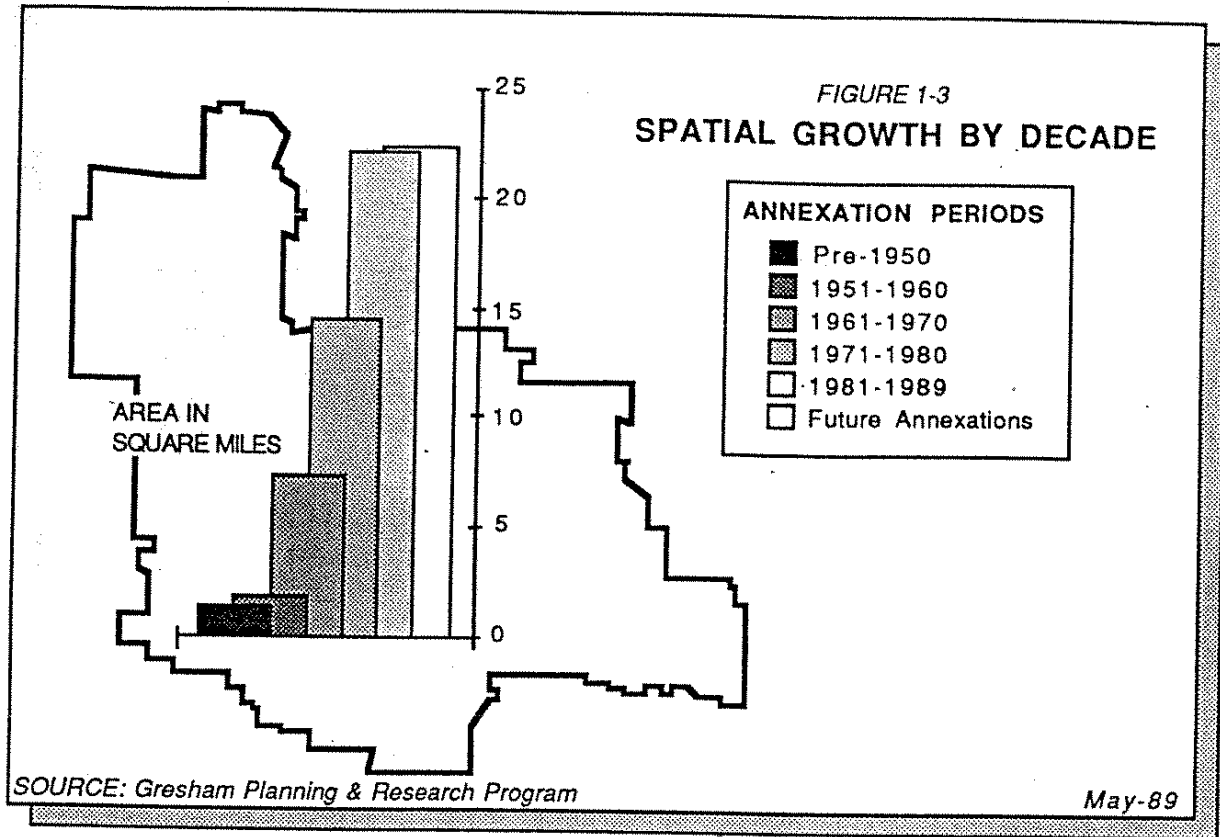 FIGURE 1-3
SPATIAL GROWTH BY DECADE
25
20
15
10
5
0
AREA IN
SQUARE MILES
ANNEXATION PERIODS
Pre-1950
1951-1960
1961-1970
1971-1980
1981-1989
Future Annexations
SOURCE: Gresham Planning & Research Program
May-89